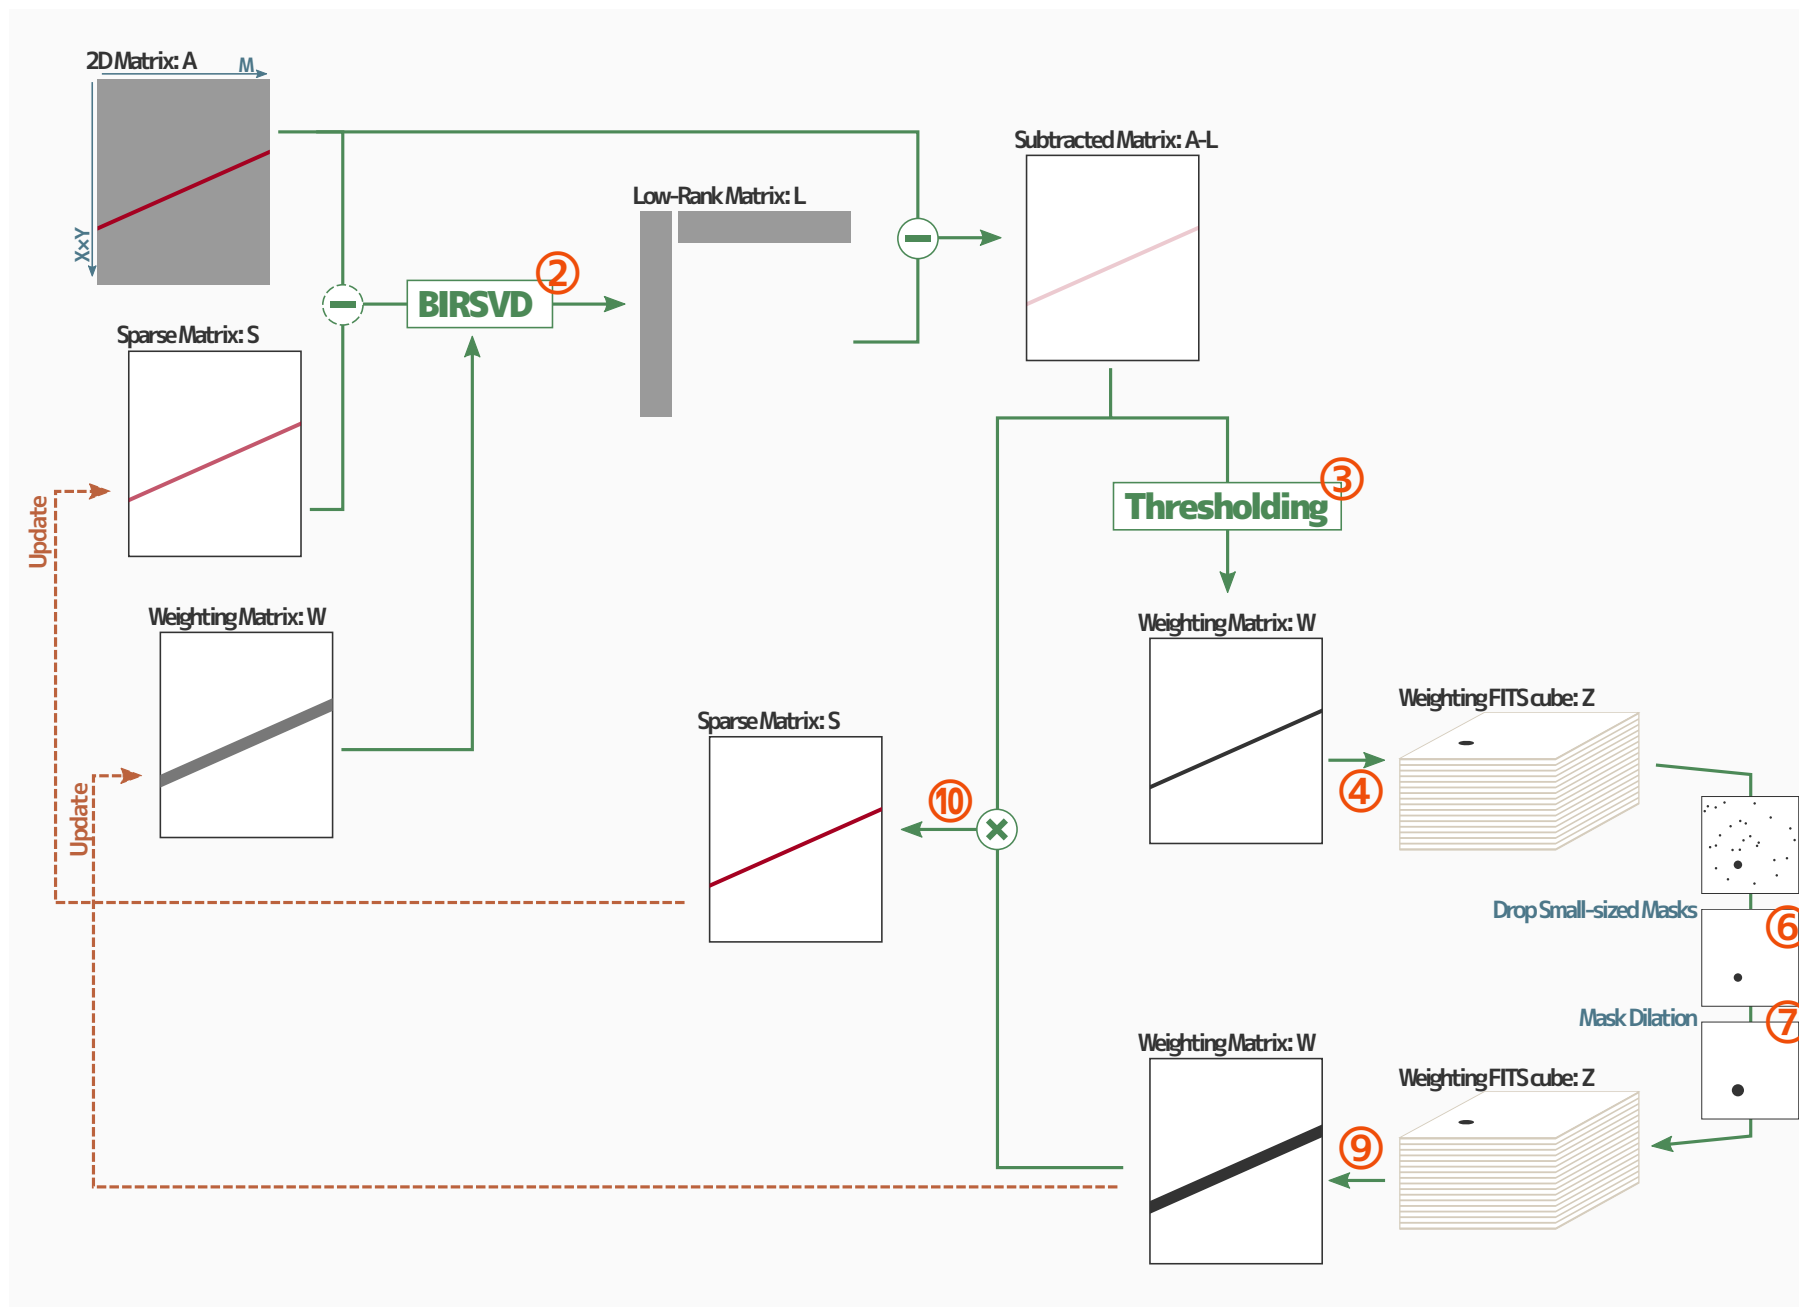 2D Matrix: A
M
X×Y
Subtracted Matrix: A-L
Low-Rank Matrix: L
②
BIRSVD
Sparse Matrix: S
Update
③
Thresholding
Weighting Matrix: W
Weighting Matrix: W
Weighting FITS cube: Z
Sparse Matrix: S
④
⑩
Update
Drop Small-sized Masks
⑥
Mask Dilation
⑦
Weighting Matrix: W
Weighting FITS cube: Z
⑨